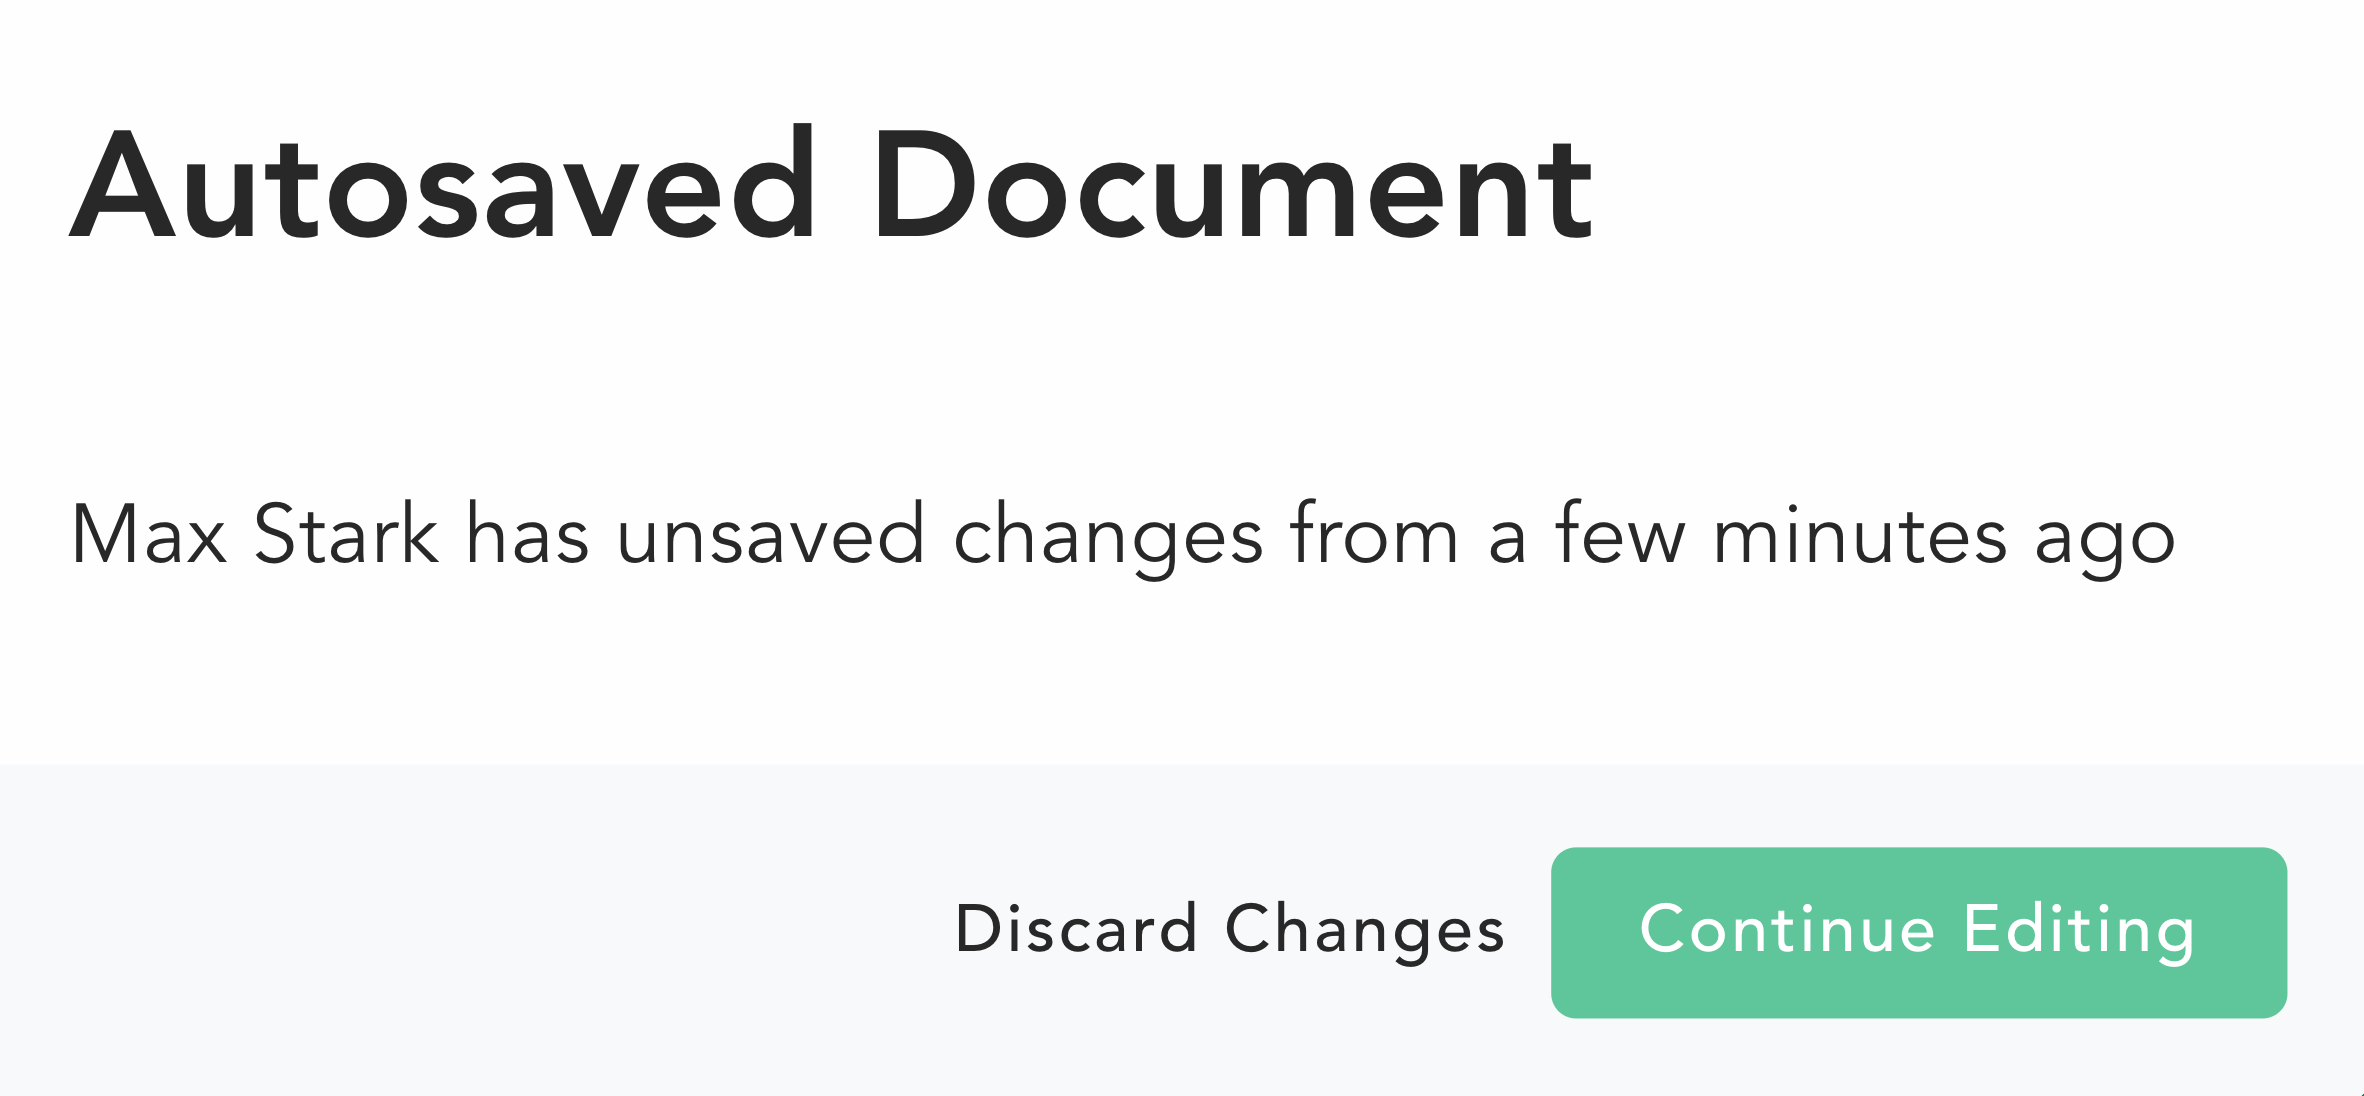 Autosaved Document
Max Stark has unsaved changes from a few minutes ago
Discard Changes
Continue Editing